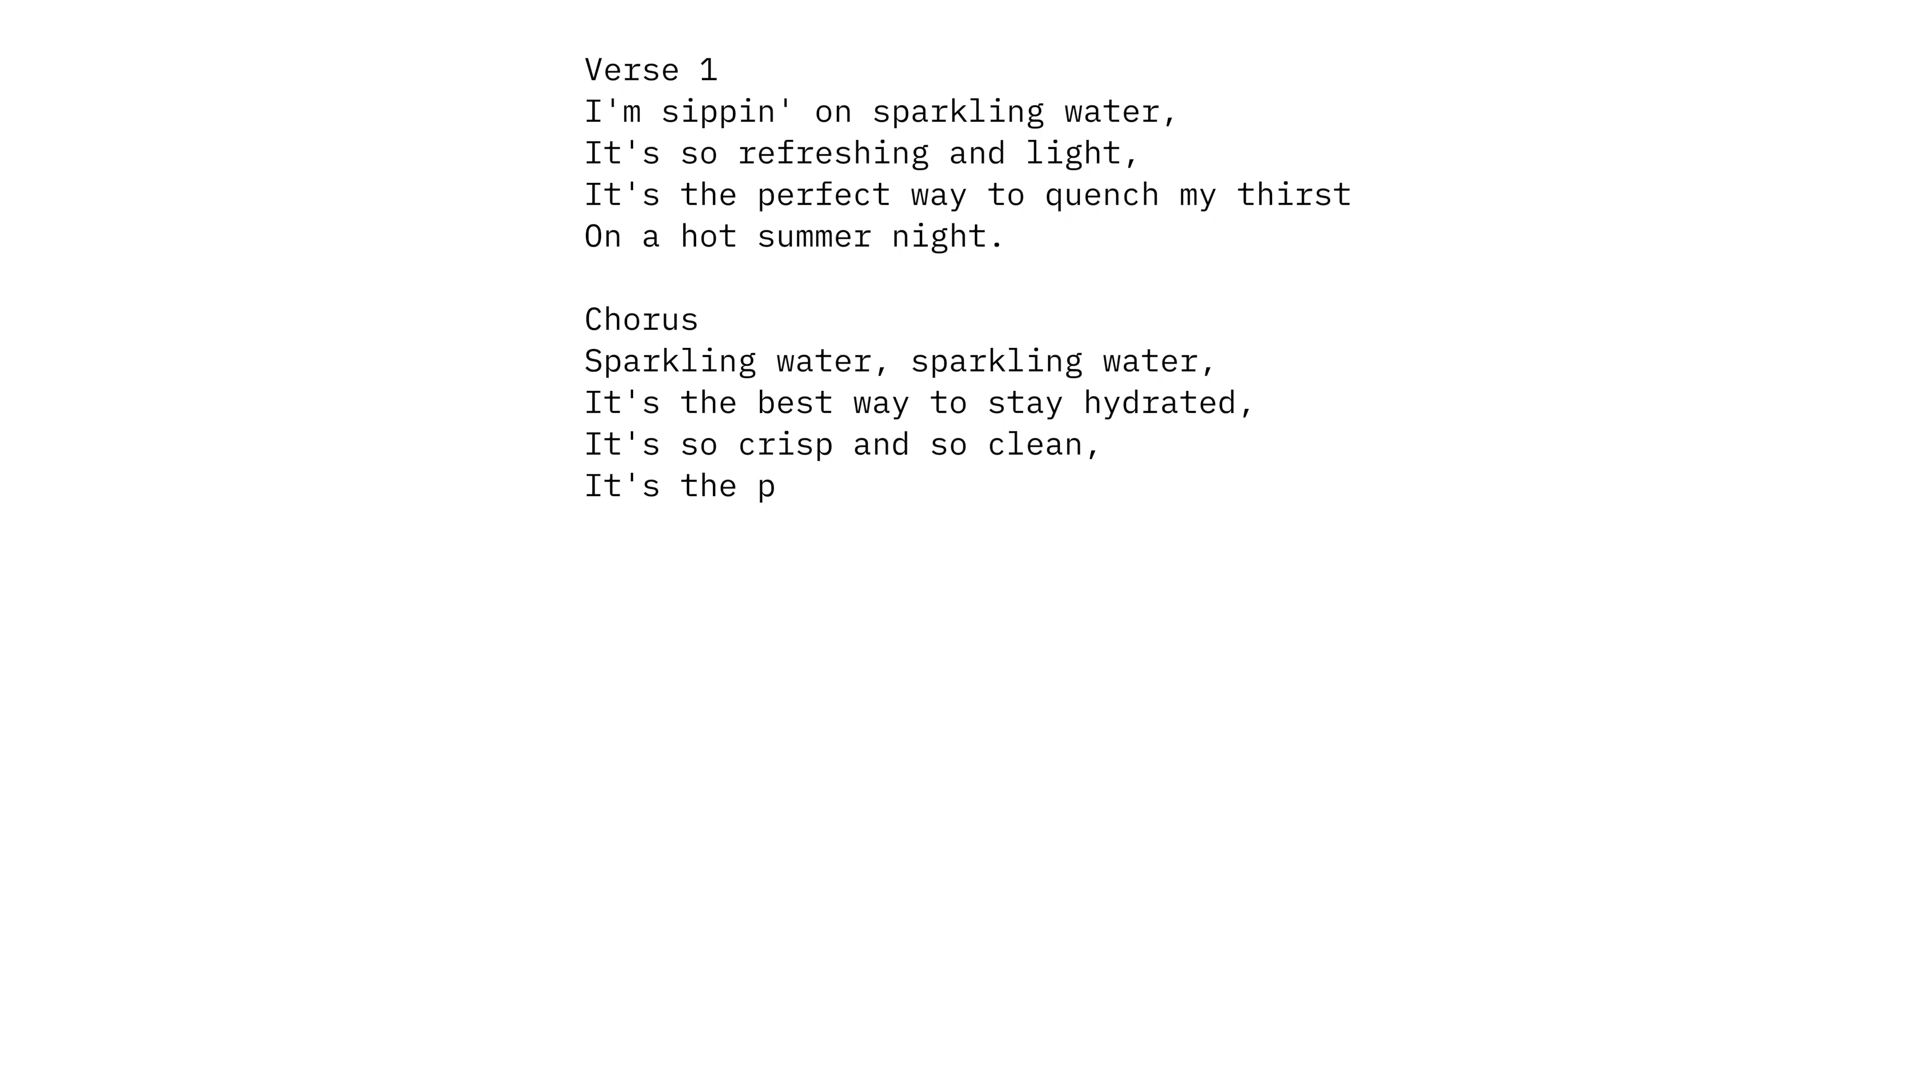 Verse 1
I'm sippin' on sparkling water,
It's so refreshing and light,
It's the perfect way to quench my thirst
On a hot summer night.

Chorus
Sparkling water, sparkling water,
It's the best way to stay hydrated,
It's so crisp and so clean,
It's the p